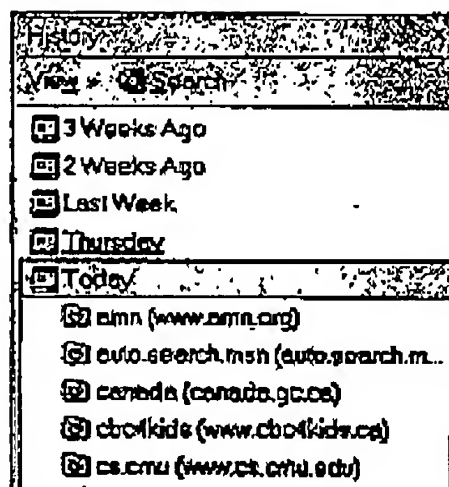 History
View Search
3 Weeks Ago
2 Weeks Ago
Last Week
Thursday
Today
amn (www.amn.org)
auto.search.msn (auto.search.m...
canada (canada.gc.ca)
cbc4kids (www.cbc4kids.ca)
cs.cmu (www.cs.cmu.edu)